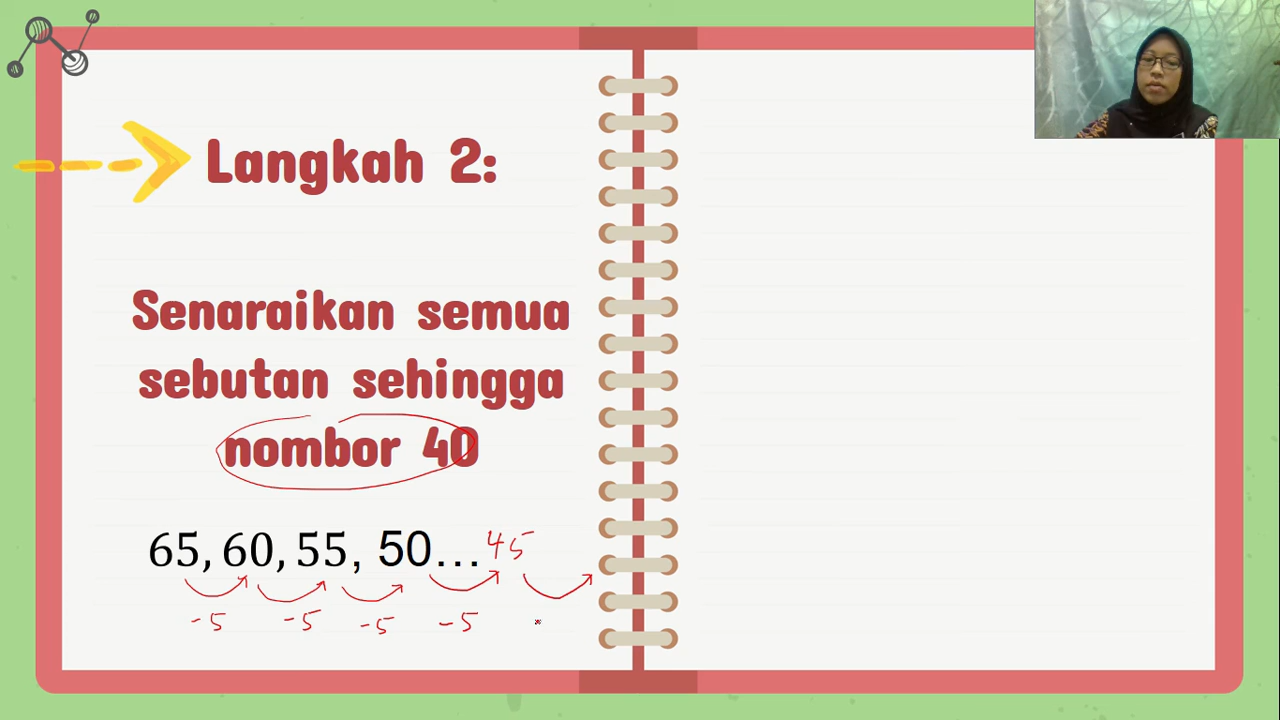 Langkah 2:
Senaraikan semua
sebutan sehingga
nombor 40
65, 60, 55, 50... 45
-5 -5 -5 -5